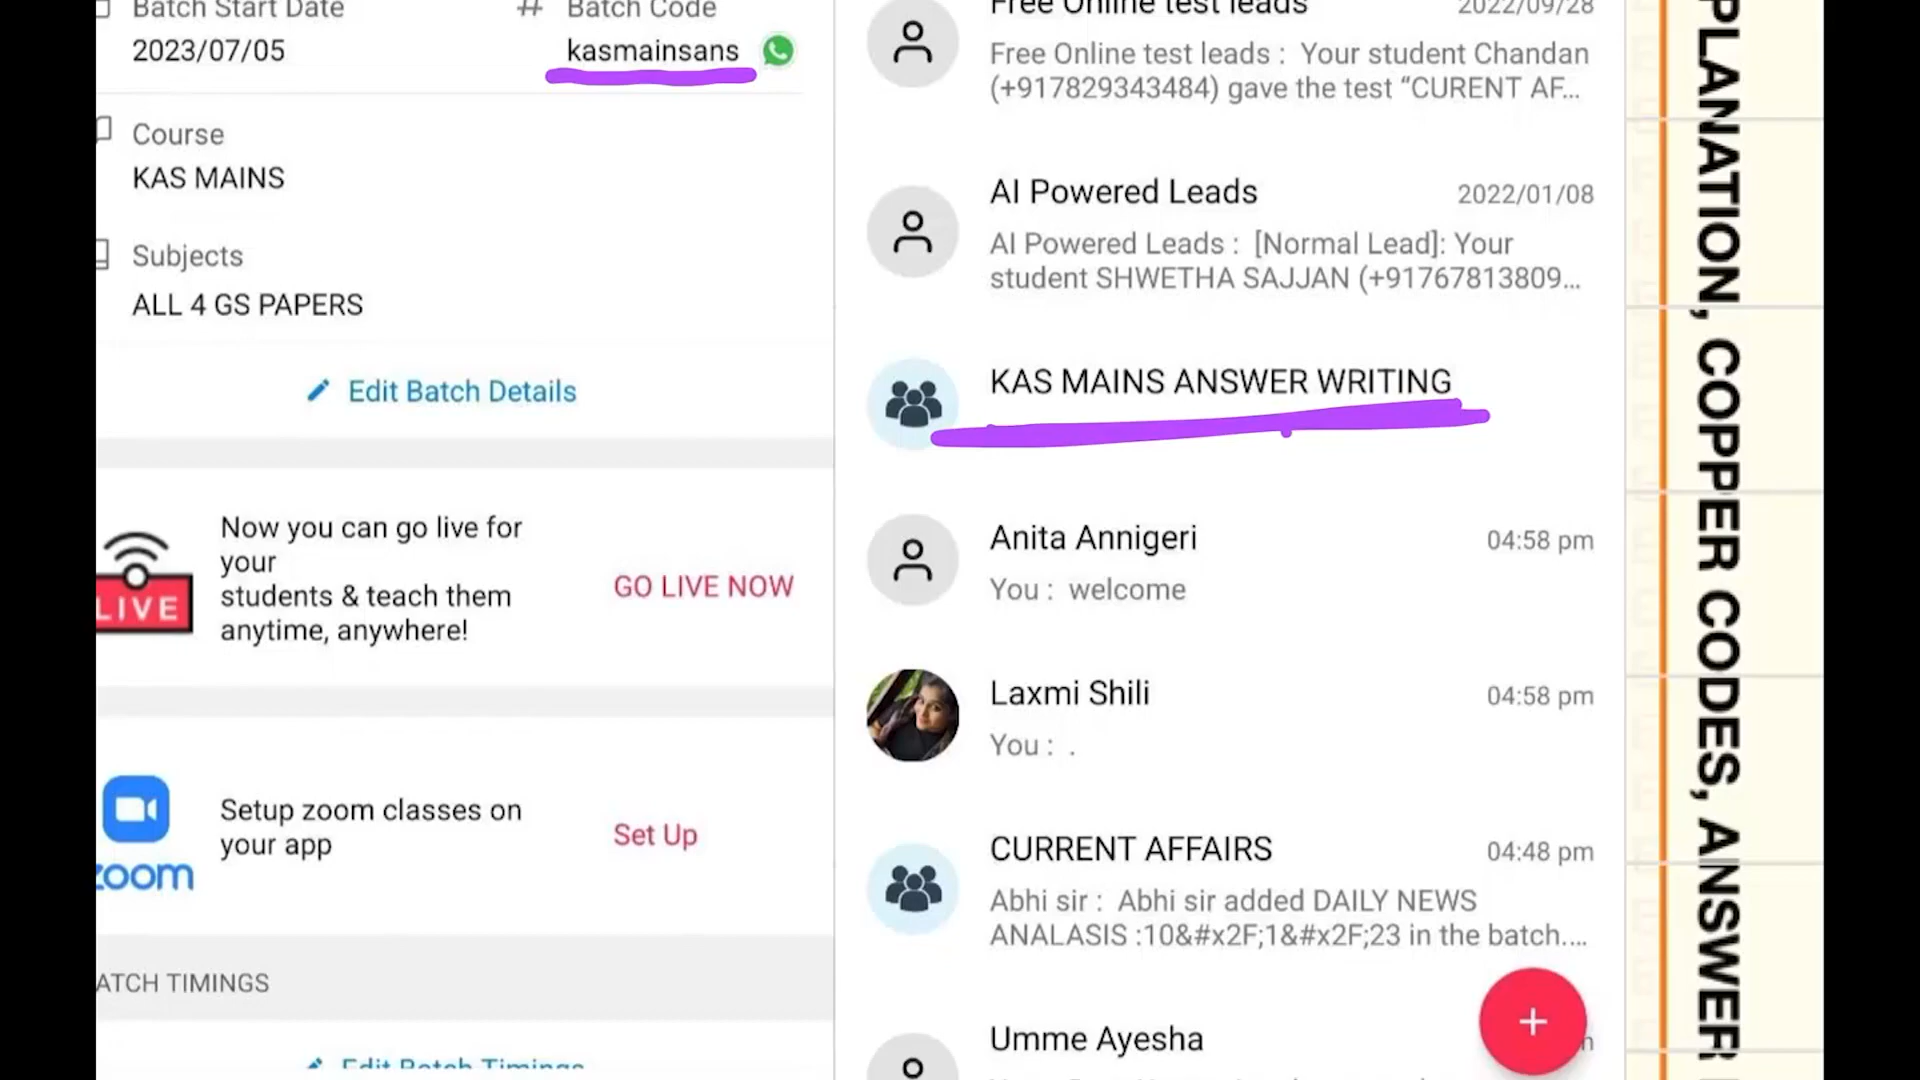 Batch Start Date
# Batch Code
2023/07/05
kasmainsans
Course
KAS MAINS
Subjects
ALL 4 GS PAPERS
Edit Batch Details
Now you can go live for
your
students & teach them
anytime, anywhere!
LIVE
GO LIVE NOW
Setup zoom classes on
your app
zoom
Set Up
ATCH TIMINGS
Edit Batch Timings
Free Online test leads
2022/09/28
Free Online test leads : Your student Chandan
(+917829343484) gave the test “CURENT AF...
AI Powered Leads
2022/01/08
AI Powered Leads : [Normal Lead]: Your
student SHWETHA SAJJAN (+91767813809...
KAS MAINS ANSWER WRITING
Anita Annigeri
04:58 pm
You : welcome
Laxmi Shili
04:58 pm
You : .
CURRENT AFFAIRS
04:48 pm
Abhi sir : Abhi sir added DAILY NEWS
ANALASIS :10&#x2F;1&#x2F;23 in the batch....
Umme Ayesha
+
PLANATION, COPPER CODES, ANSWER